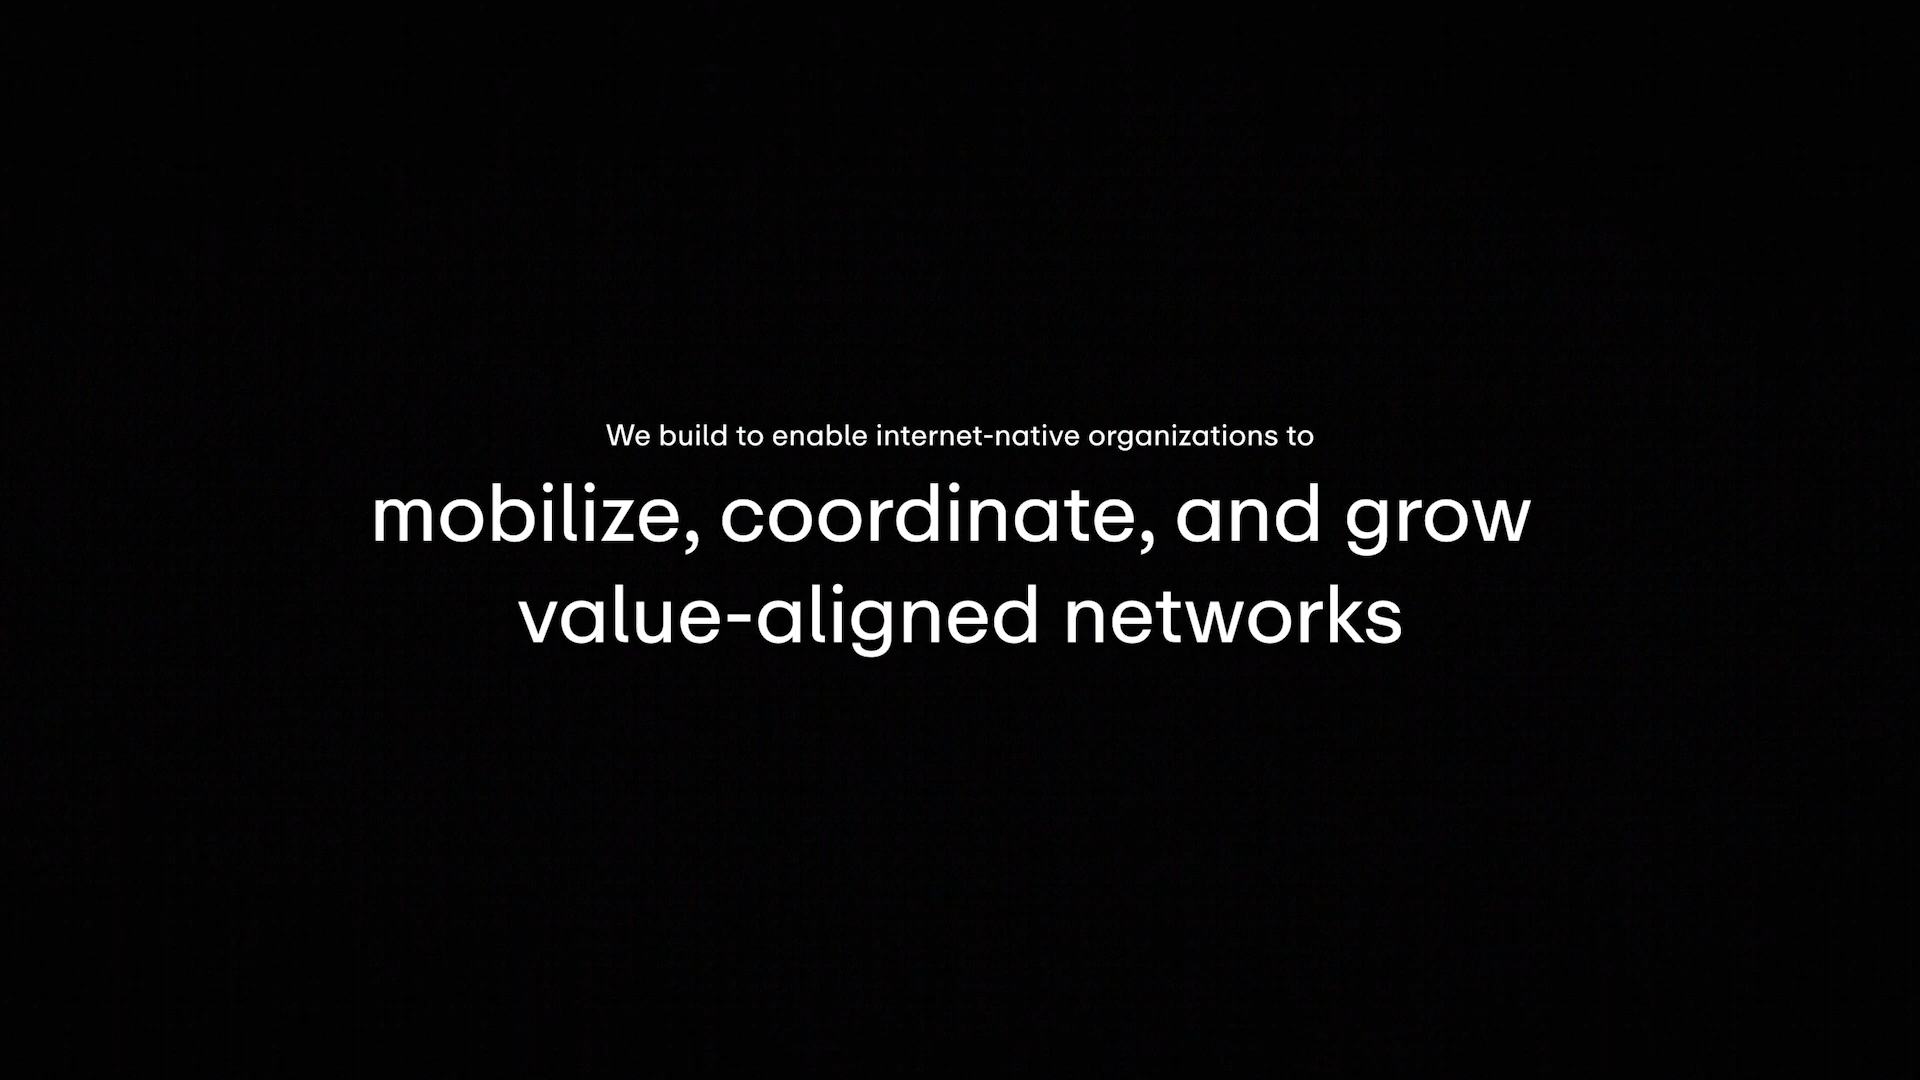 We build to enable internet-native organizations to
mobilize, coordinate, and grow
value-aligned networks